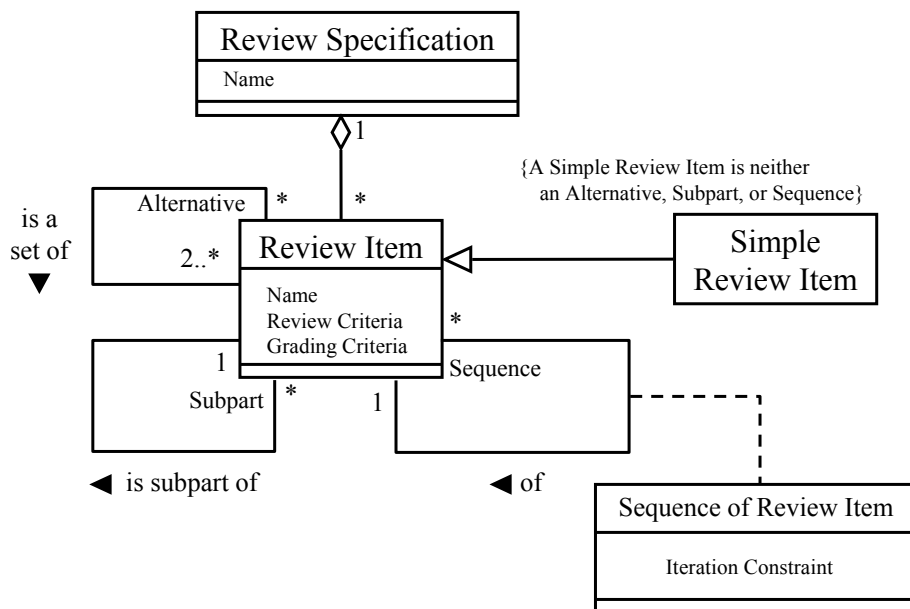 Review Specification
Name
1
{A Simple Review Item is neither
an Alternative, Subpart, or Sequence}
Alternative
*
*
is a
set of
2..*
Review Item
Simple
Review Item
Name
Review Criteria
Grading Criteria
*
1
Sequence
Subpart
*
1
is subpart of
of
Sequence of Review Item
Iteration Constraint